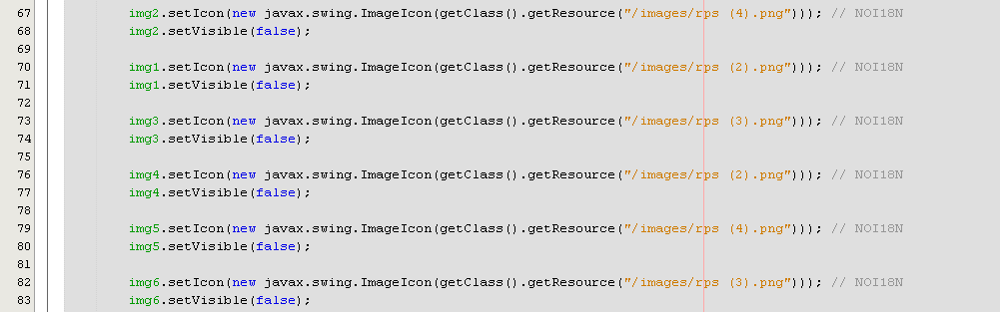 67 img2.setIcon(new javax.swing.ImageIcon(getClass().getResource("/images/rps (4).png"))); // NOI18N
68 img2.setVisible(false);
69
70 img1.setIcon(new javax.swing.ImageIcon(getClass().getResource("/images/rps (2).png"))); // NOI18N
71 img1.setVisible(false);
72
73 img3.setIcon(new javax.swing.ImageIcon(getClass().getResource("/images/rps (3).png"))); // NOI18N
74 img3.setVisible(false);
75
76 img4.setIcon(new javax.swing.ImageIcon(getClass().getResource("/images/rps (2).png"))); // NOI18N
77 img4.setVisible(false);
78
79 img5.setIcon(new javax.swing.ImageIcon(getClass().getResource("/images/rps (4).png"))); // NOI18N
80 img5.setVisible(false);
81
82 img6.setIcon(new javax.swing.ImageIcon(getClass().getResource("/images/rps (3).png"))); // NOI18N
83 img6.setVisible(false);